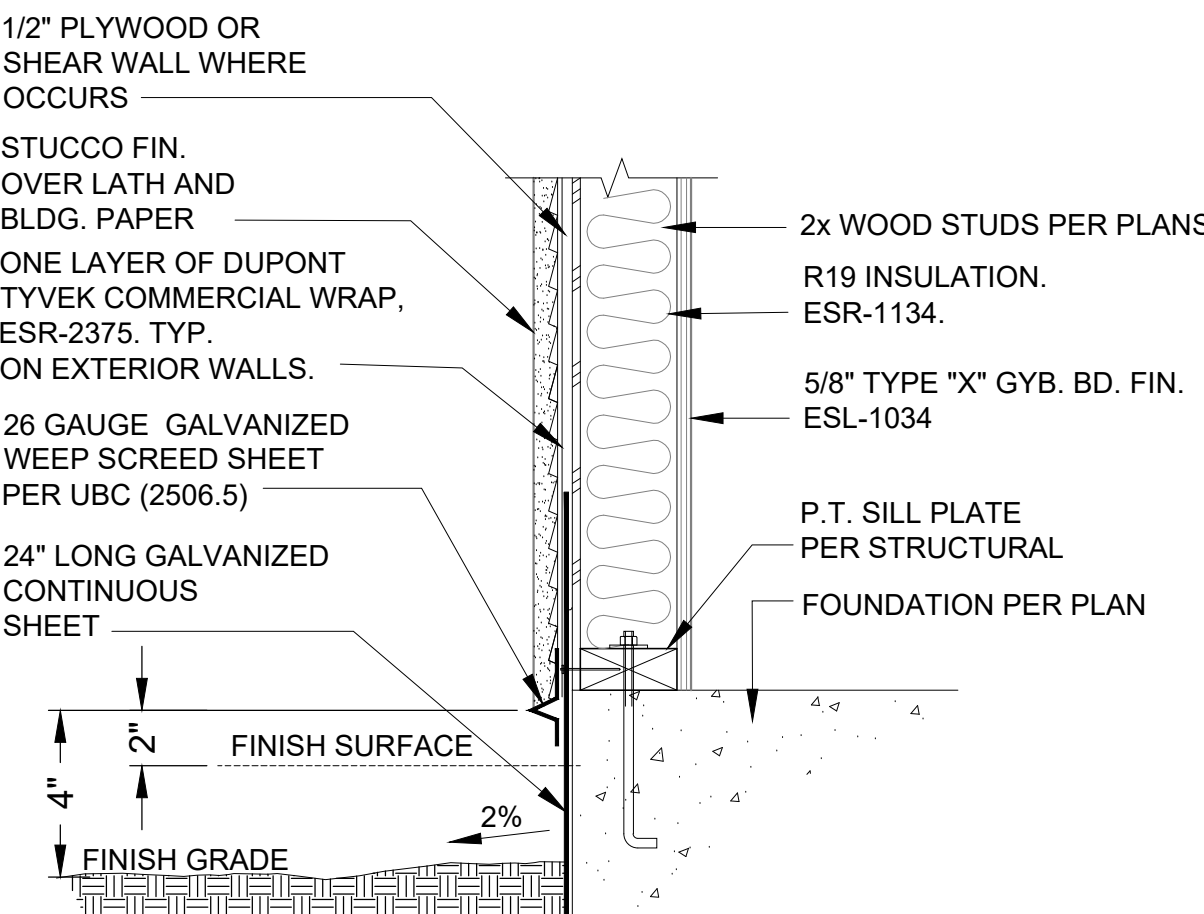 1/2" PLYWOOD OR
SHEAR WALL WHERE
OCCURS
STUCCO FIN.
OVER LATH AND
BLDG. PAPER
ONE LAYER OF DUPONT
TYVEK COMMERCIAL WRAP,
ESR-2375. TYP.
ON EXTERIOR WALLS.
26 GAUGE GALVANIZED
WEEP SCREED SHEET
PER UBC (2506.5)
24" LONG GALVANIZED
CONTINUOUS
SHEET
2x WOOD STUDS PER PLANS
R19 INSULATION.
ESR-1134.
5/8" TYPE "X" GYB. BD. FIN.
ESL-1034
P.T. SILL PLATE
PER STRUCTURAL
FOUNDATION PER PLAN
2"
FINISH SURFACE
4"
2%
FINISH GRADE